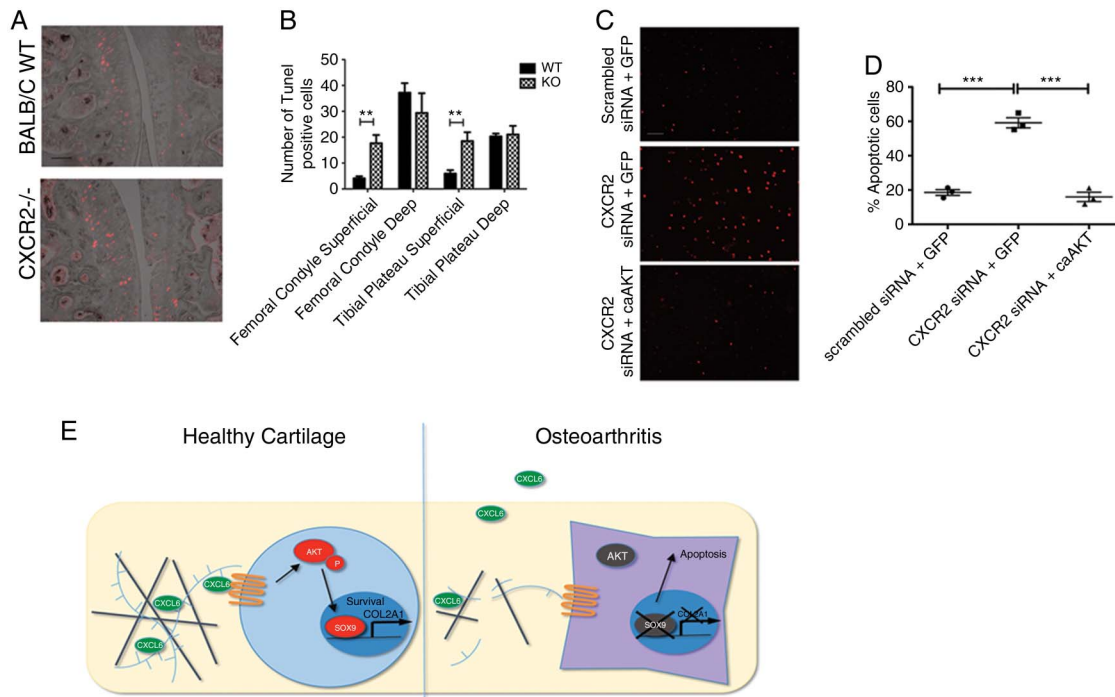 A
BALB/C WT
CXCR2-/-
B
Number of Tunel
positive cells
50
40
30
20
10
0
**
**
WT
KO
Femoral Condyle Superficial
Femoral Condyle Deep
Tibial Plateau Superficial
Tibial Plateau Deep
C
Scrambled
siRNA + GFP
CXCR2
siRNA + GFP
CXCR2
siRNA + caAKT
D
% Apoptotic cells
80
60
40
20
0
***
***
scrambled siRNA + GFP
CXCR2 siRNA + GFP
CXCR2 siRNA + caAKT
E
Healthy Cartilage
Osteoarthritis
CXCL6
CXCL6
CXCL6
CXCL6
CXCL6
AKT
P
Survival
COL2A1
SOX9
CXCL6
AKT
Apoptosis
SOX9
COL2A1